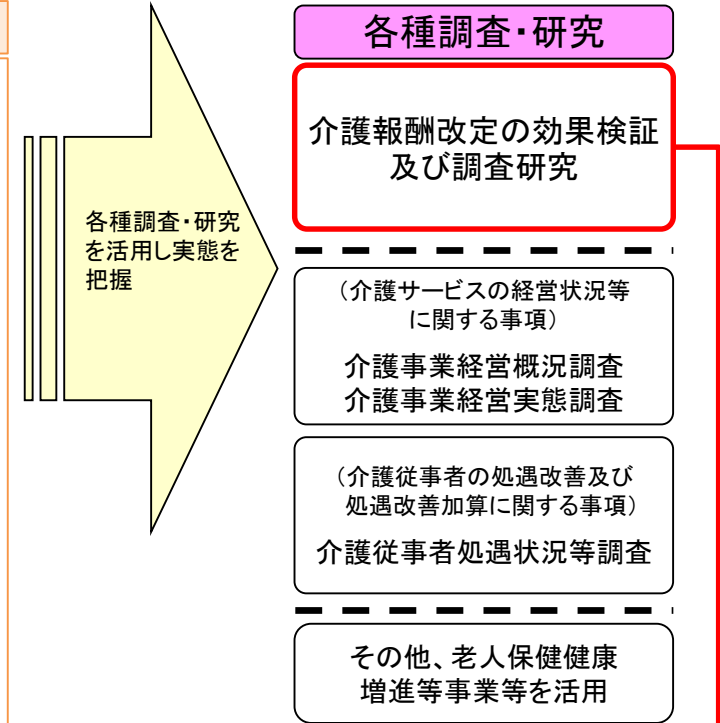 各種調査・研究
を活用し実態を
把握
各種調査・研究
介護報酬改定の効果検証
及び調査研究
（介護サービスの経営状況等
に関する事項）
介護事業経営概況調査
介護事業経営実態調査
（介護従事者の処遇改善及び
処遇改善加算に関する事項）
介護従事者処遇状況等調査
その他、老人保健健康
増進等事業等を活用